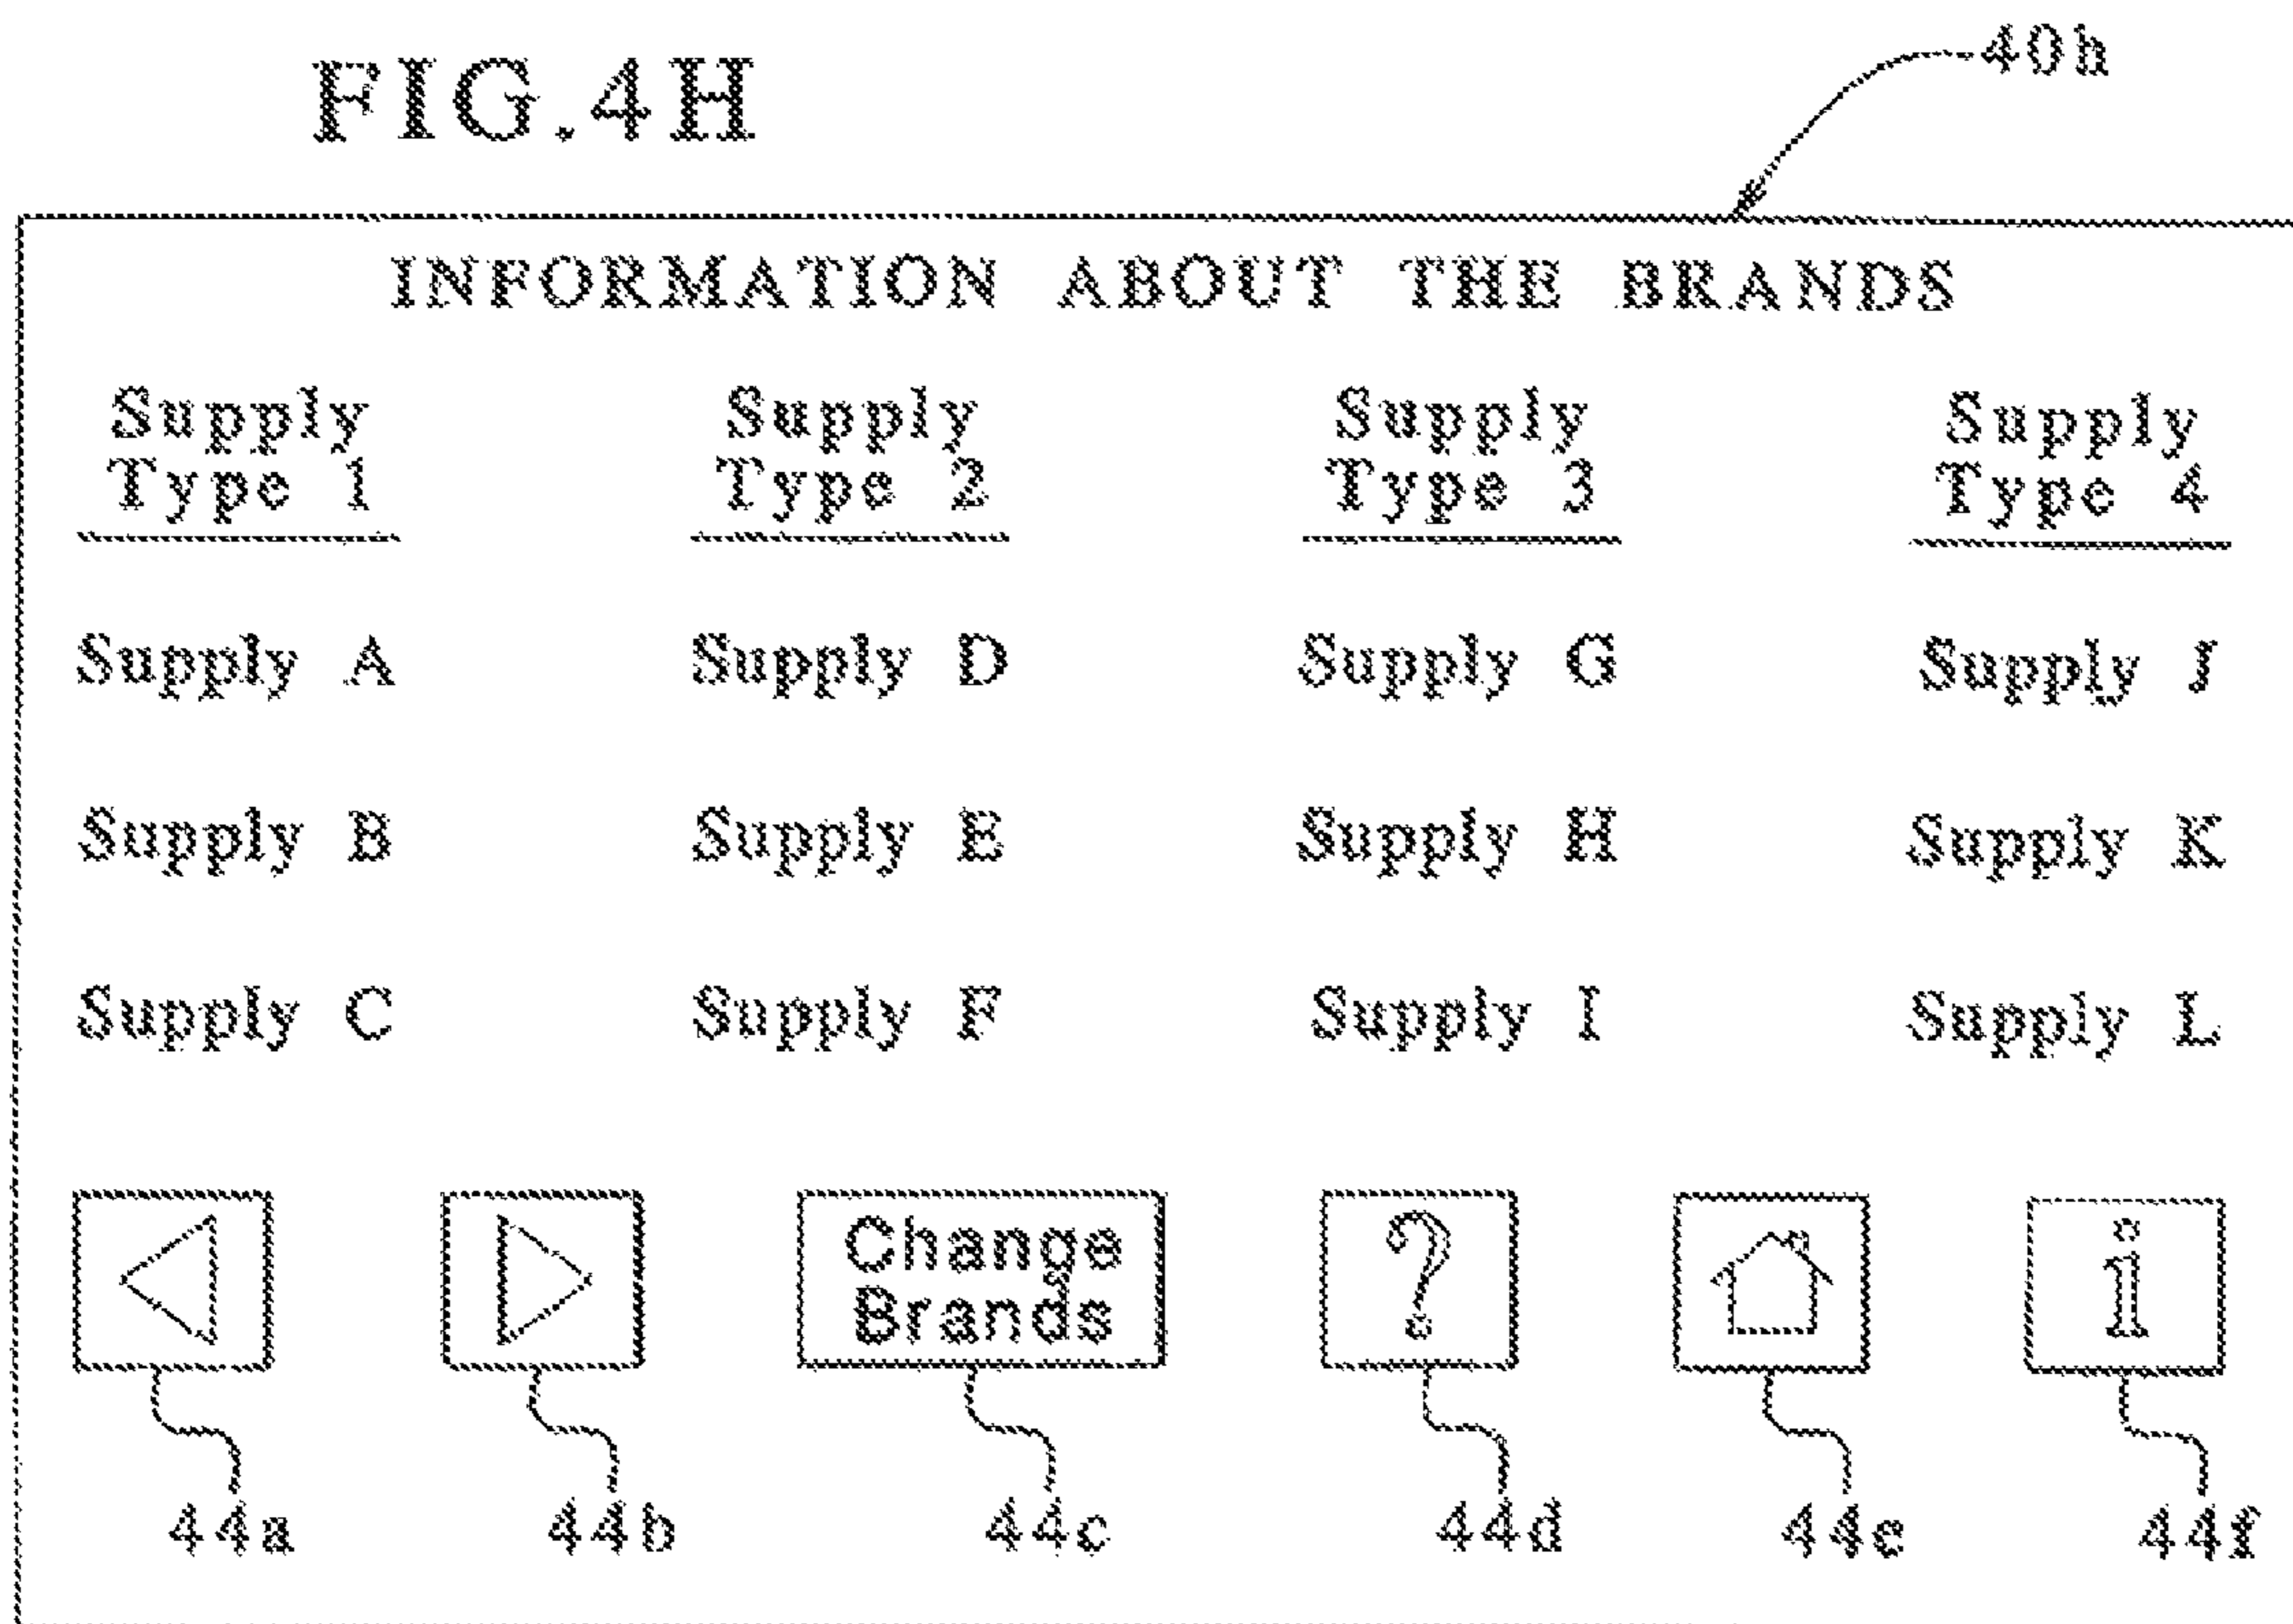 FIG.4H
40h
INFORMATION ABOUT THE BRANDS
Supply Type 1
Supply Type 2
Supply Type 3
Supply Type 4
Supply A
Supply D
Supply G
Supply J
Supply B
Supply E
Supply H
Supply K
Supply C
Supply F
Supply I
Supply L
Change
Brands
?
i
44a
44b
44c
44d
44e
44f